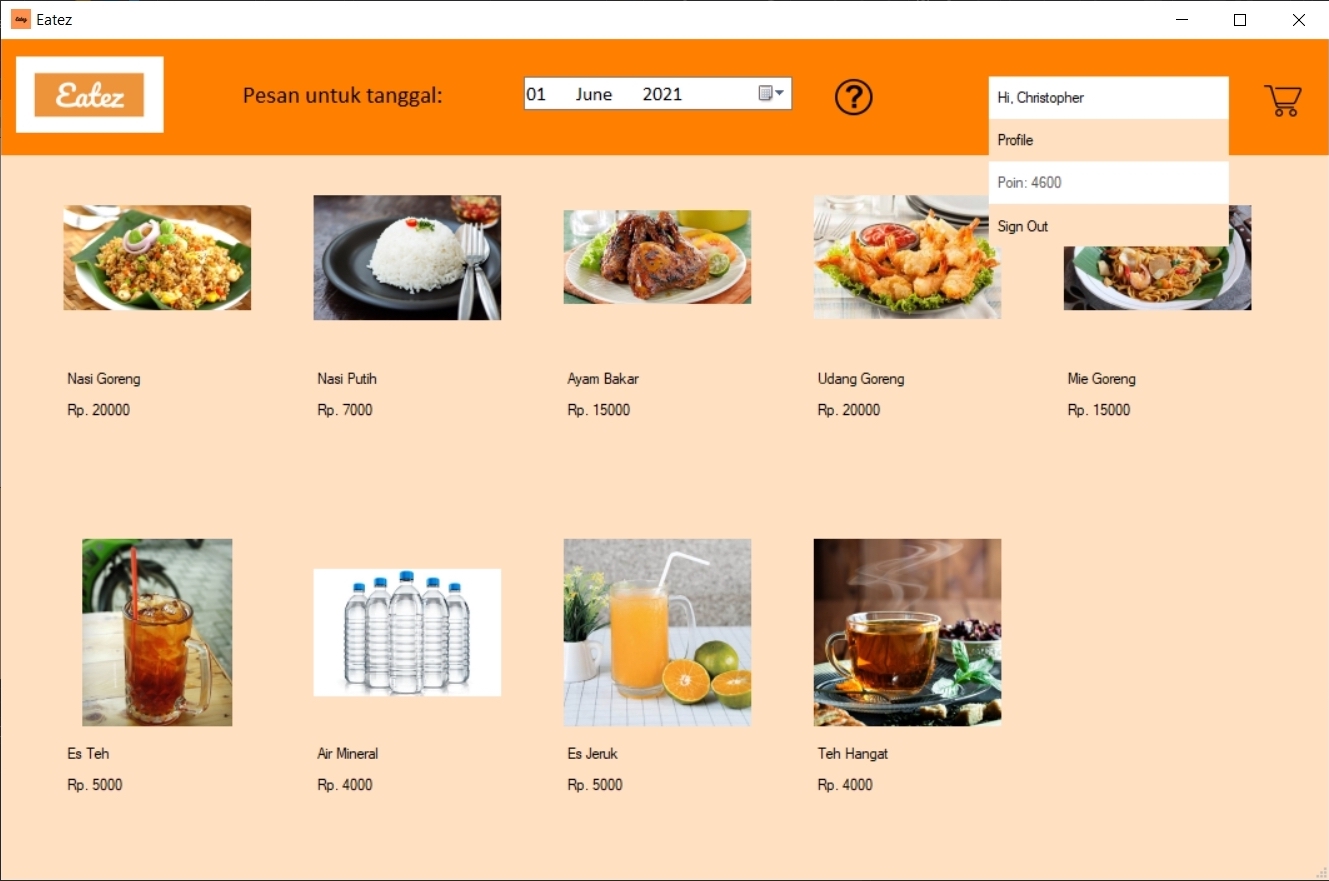 Eatez
Eatez
Pesan untuk tanggal:
01 June 2021
?
Hi, Christopher
Profile
Poin: 4600
Sign Out
Nasi Goreng
Rp. 20000
Nasi Putih
Rp. 7000
Ayam Bakar
Rp. 15000
Udang Goreng
Rp. 20000
Mie Goreng
Rp. 15000
Es Teh
Rp. 5000
Air Mineral
Rp. 4000
Es Jeruk
Rp. 5000
Teh Hangat
Rp. 4000